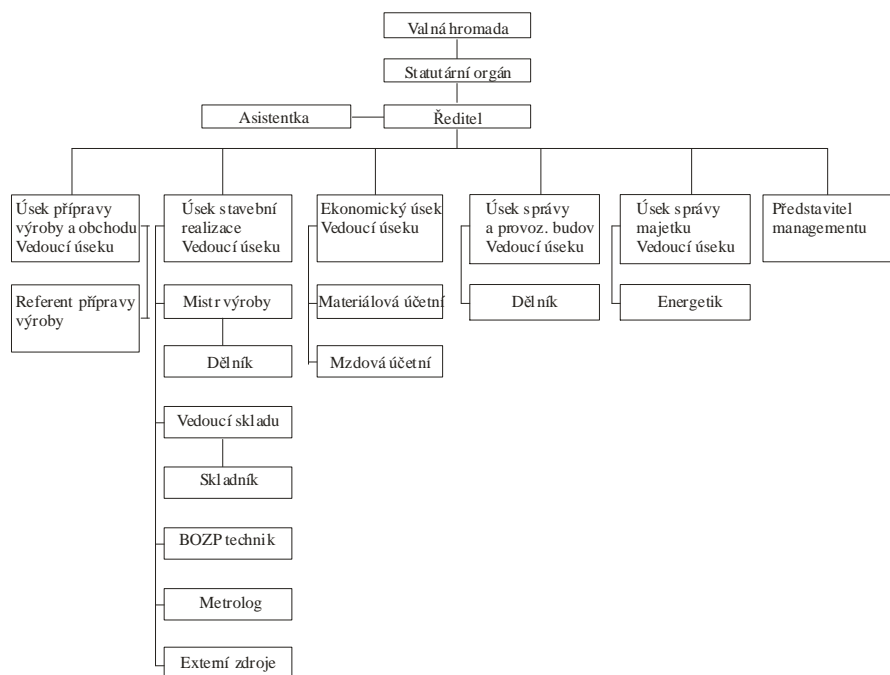 Valná hromada
Statutární orgán
Asistentka
Ředitel
Úsek přípravy
výroby a obchodu
Vedoucí úseku
Úsek stavební
realizace
Vedoucí úseku
Ekonomický úsek
Vedoucí úseku
Úsek správy
a provoz. budov
Vedoucí úseku
Úsek správy
majetku
Vedoucí úseku
Představitel
managementu
Referent přípravy
výroby
Mistr výroby
Materiálová účetní
Dělník
Energetik
Dělník
Mzdová účetní
Vedoucí skladu
Skladník
BOZP technik
Metrolog
Externí zdroje